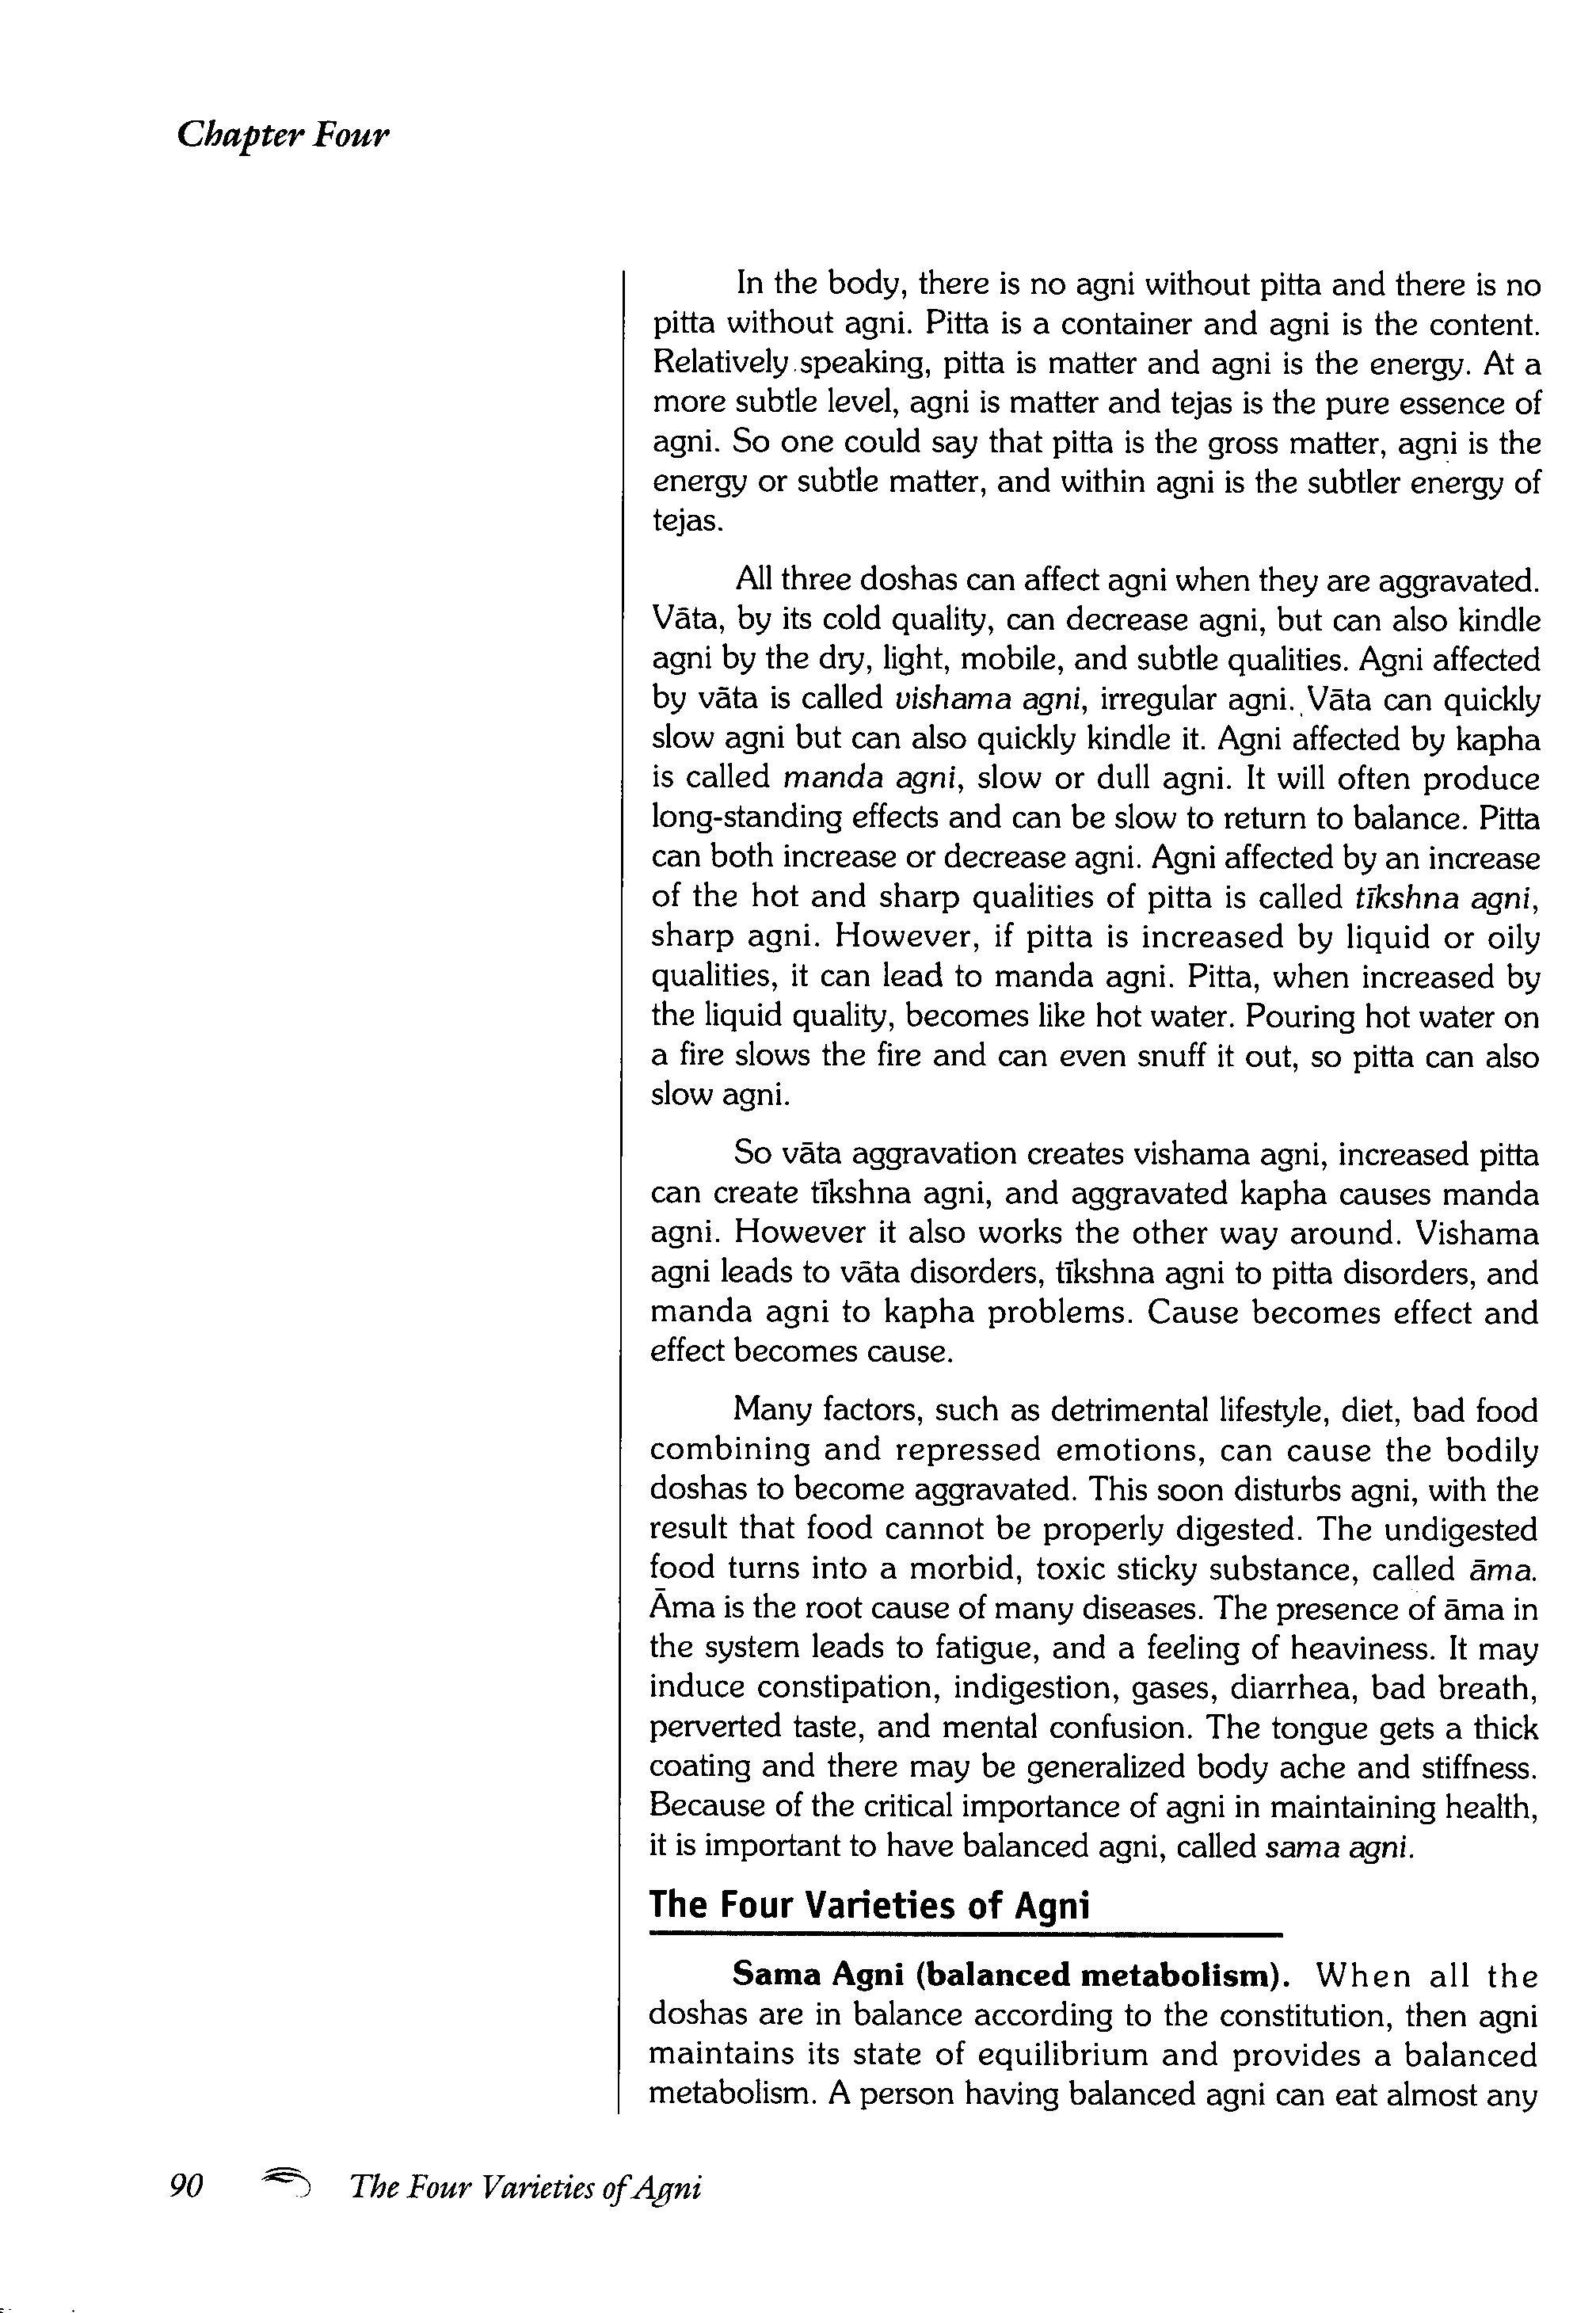 Chapter Four
In the body, there is no agni without pitta and there is no
pitta without agni. Pitta is a container and agni is the content.
Relatively speaking, pitta is matter and agni is the energy. At a
more subtle level, agni is matter and tejas is the pure essence of
agni. So one could say that pitta is the gross matter, agni is the
energy or subtle matter, and within agni is the subtler energy of
tejas.
All three doshas can affect agni when they are aggravated.
Vāta, by its cold quality, can decrease agni, but can also kindle
agni by the dry, light, mobile, and subtle qualities. Agni affected
by vāta is called vishama agni, irregular agni. Vāta can quickly
slow agni but can also quickly kindle it. Agni affected by kapha
is called manda agni, slow or dull agni. It will often produce
long-standing effects and can be slow to return to balance. Pitta
can both increase or decrease agni. Agni affected by an increase
of the hot and sharp qualities of pitta is called tīkshna agni,
sharp agni. However, if pitta is increased by liquid or oily
qualities, it can lead to manda agni. Pitta, when increased by
the liquid quality, becomes like hot water. Pouring hot water on
a fire slows the fire and can even snuff it out, so pitta can also
slow agni.
So vāta aggravation creates vishama agni, increased pitta
can create tīkshna agni, and aggravated kapha causes manda
agni. However it also works the other way around. Vishama
agni leads to vāta disorders, tīkshna agni to pitta disorders, and
manda agni to kapha problems. Cause becomes effect and
effect becomes cause.
Many factors, such as detrimental lifestyle, diet, bad food
combining and repressed emotions, can cause the bodily
doshas to become aggravated. This soon disturbs agni, with the
result that food cannot be properly digested. The undigested
food turns into a morbid, toxic sticky substance, called āma.
Āma is the root cause of many diseases. The presence of āma in
the system leads to fatigue, and a feeling of heaviness. It may
induce constipation, indigestion, gases, diarrhea, bad breath,
perverted taste, and mental confusion. The tongue gets a thick
coating and there may be generalized body ache and stiffness.
Because of the critical importance of agni in maintaining health,
it is important to have balanced agni, called sama agni.
The Four Varieties of Agni
Sama Agni (balanced metabolism). When all the
doshas are in balance according to the constitution, then agni
maintains its state of equilibrium and provides a balanced
metabolism. A person having balanced agni can eat almost any
90 The Four Varieties of Agni